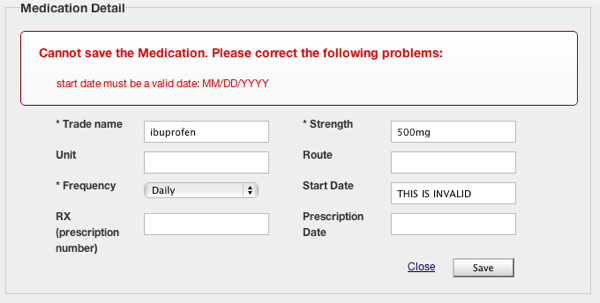 Medication Detail
Cannot save the Medication. Please correct the following problems:
start date must be a valid date: MM/DD/YYYY
* Trade name ibuprofen * Strength 500mg
Unit Route
* Frequency Daily Start Date THIS IS INVALID
RX Prescription
(prescription Date
number)
Close Save